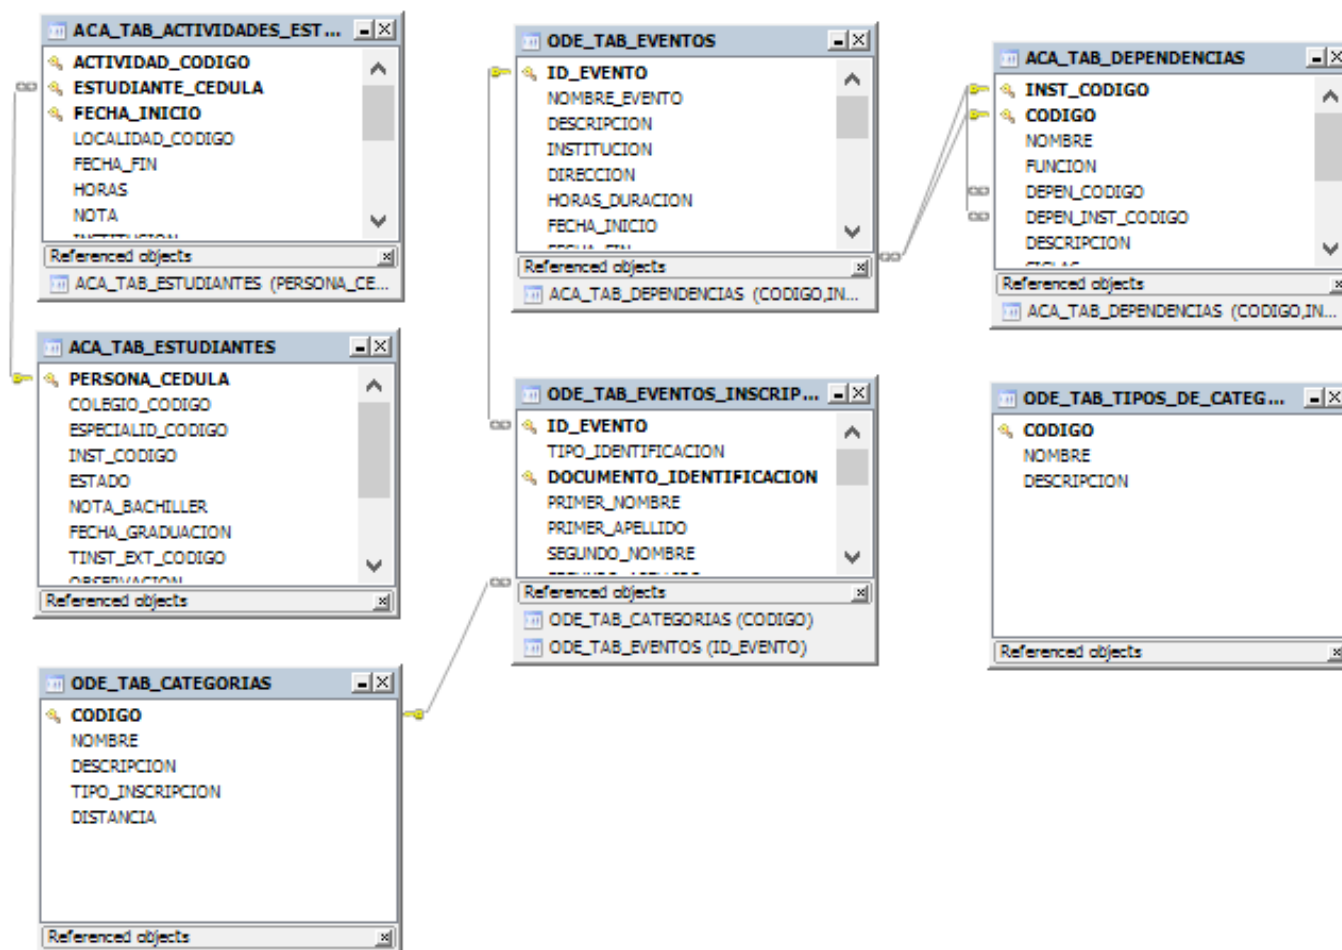 ACA_TAB_ACTIVIDADES_EST...
ACTIVIDAD_CODIGO
ESTUDIANTE_CEDULA
FECHA_INICIO
LOCALIDAD_CODIGO
FECHA_FIN
HORAS
NOTA
INSTITUCION
Referenced objects
ACA_TAB_ESTUDIANTES (PERSONA_CE...
ACA_TAB_ESTUDIANTES
PERSONA_CEDULA
COLEGIO_CODIGO
ESPECIALID_CODIGO
INST_CODIGO
ESTADO
NOTA_BACHILLER
FECHA_GRADUACION
TINST_EXT_CODIGO
OBSERVACION
Referenced objects
ODE_TAB_CATEGORIAS
CODIGO
NOMBRE
DESCRIPCION
TIPO_INSCRIPCION
DISTANCIA
Referenced objects
ODE_TAB_EVENTOS
ID_EVENTO
NOMBRE_EVENTO
DESCRIPCION
INSTITUCION
DIRECCION
HORAS_DURACION
FECHA_INICIO
FECHA_FIN
Referenced objects
ACA_TAB_DEPENDENCIAS (CODIGO,IN...
ODE_TAB_EVENTOS_INSCRIP...
ID_EVENTO
TIPO_IDENTIFICACION
DOCUMENTO_IDENTIFICACION
PRIMER_NOMBRE
PRIMER_APELLIDO
SEGUNDO_NOMBRE
Referenced objects
ODE_TAB_CATEGORIAS (CODIGO)
ODE_TAB_EVENTOS (ID_EVENTO)
ACA_TAB_DEPENDENCIAS
INST_CODIGO
CODIGO
NOMBRE
FUNCION
DEPEN_CODIGO
DEPEN_INST_CODIGO
DESCRIPCION
Referenced objects
ACA_TAB_DEPENDENCIAS (CODIGO,IN...
ODE_TAB_TIPOS_DE_CATEG...
CODIGO
NOMBRE
DESCRIPCION
Referenced objects